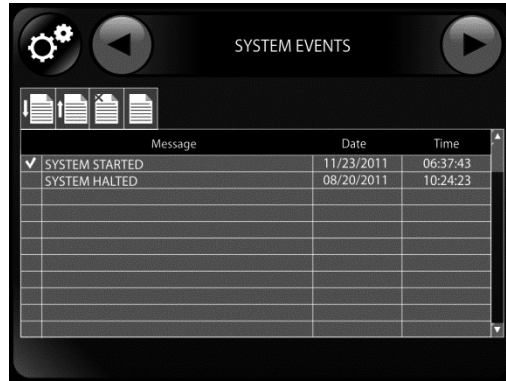 SYSTEM EVENTS
Message Date Time
SYSTEM STARTED 11/23/2011 06:37:43
SYSTEM HALTED 08/20/2011 10:24:23